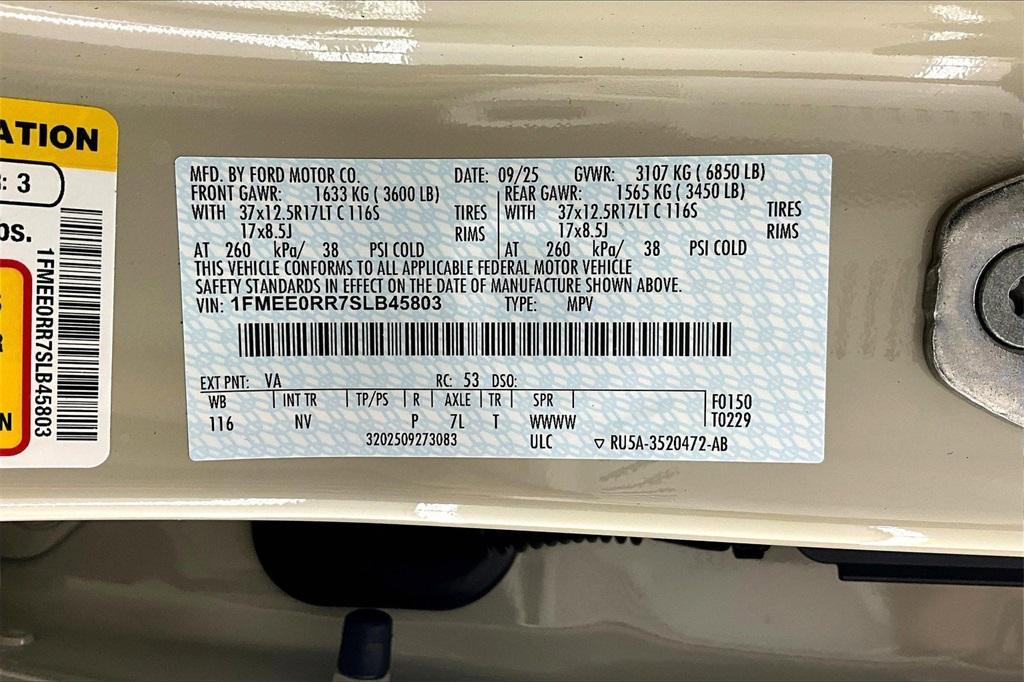 ATION
: 3
bs.
1FMEE0RR7SLB45803
MFD. BY FORD MOTOR CO. DATE: 09/25 GVWR: 3107 KG ( 6850 LB)
FRONT GAWR: 1633 KG ( 3600 LB) REAR GAWR: 1565 KG ( 3450 LB)
WITH 37x12.5R17LT C 116S TIRES WITH 37x12.5R17LT C 116S TIRES
17x8.5J RIMS 17x8.5J RIMS
AT 260 kPa/ 38 PSI COLD AT 260 kPa/ 38 PSI COLD
THIS VEHICLE CONFORMS TO ALL APPLICABLE FEDERAL MOTOR VEHICLE
SAFETY STANDARDS IN EFFECT ON THE DATE OF MANUFACTURE SHOWN ABOVE.
VIN: 1FMEE0RR7SLB45803 TYPE: MPV
EXT PNT: VA RC: 53 DSO:
WB INT TR TP/PS R AXLE TR SPR F0150
116 NV P 7L T WWWW T0229
3202509273083 ULC RU5A-3520472-AB